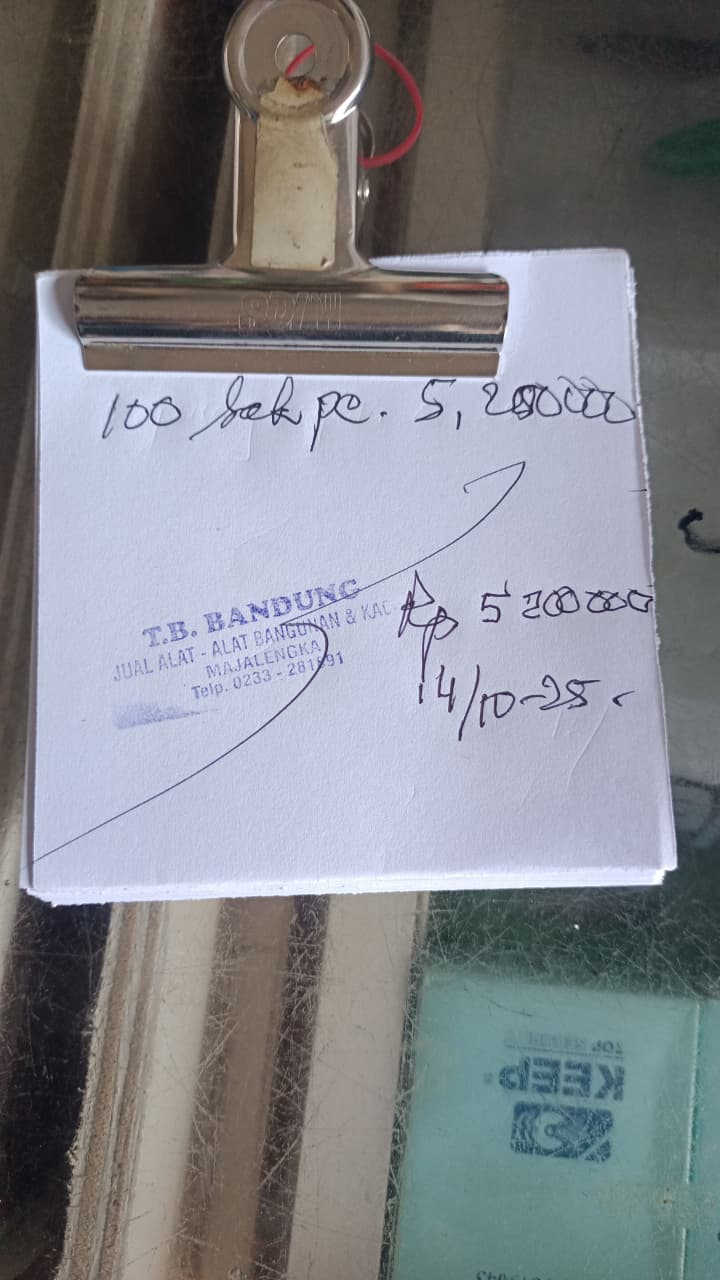 100 sak pc. 5,200000
T.B. BANDUNG
JUAL ALAT - ALAT BANGUNAN & KAC
MAJALENGKA
Telp. 0233 - 281891
Rp 5 200000
14/10-25
KEEP